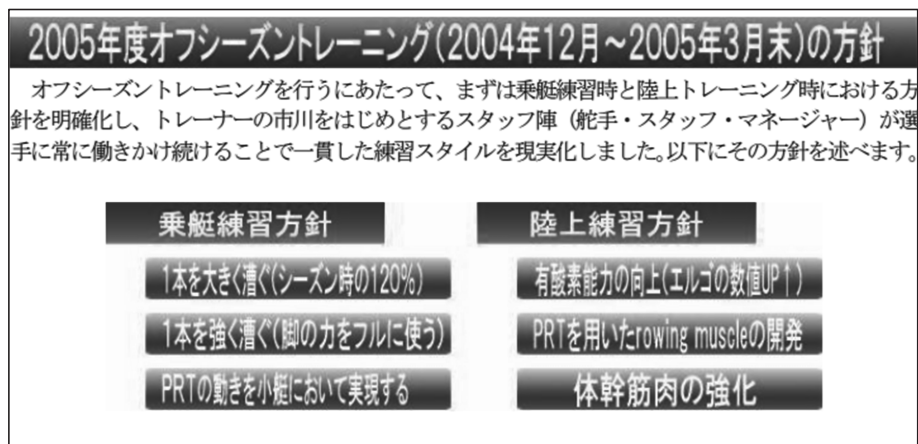 2005年度オフシーズントレーニング(2004年12月～2005年3月末)の方針
オフシーズントレーニングを行うにあたって、まずは乗艇練習時と陸上トレーニング時における方
針を明確化し、トレーナーの市川をはじめとするスタッフ陣（舵手・スタッフ・マネージャー）が選
手に常に働きかけ続けることで一貫した練習スタイルを現実化しました。以下にその方針を述べます。
乗艇練習方針
1本を大きく漕ぐ(シーズン時の120%)
1本を強く漕ぐ(脚の力をフルに使う)
PRTの動きを小艇において実現する
陸上練習方針
有酸素能力の向上(エルゴの数値UP↑)
PRTを用いたrowing muscleの開発
体幹筋肉の強化